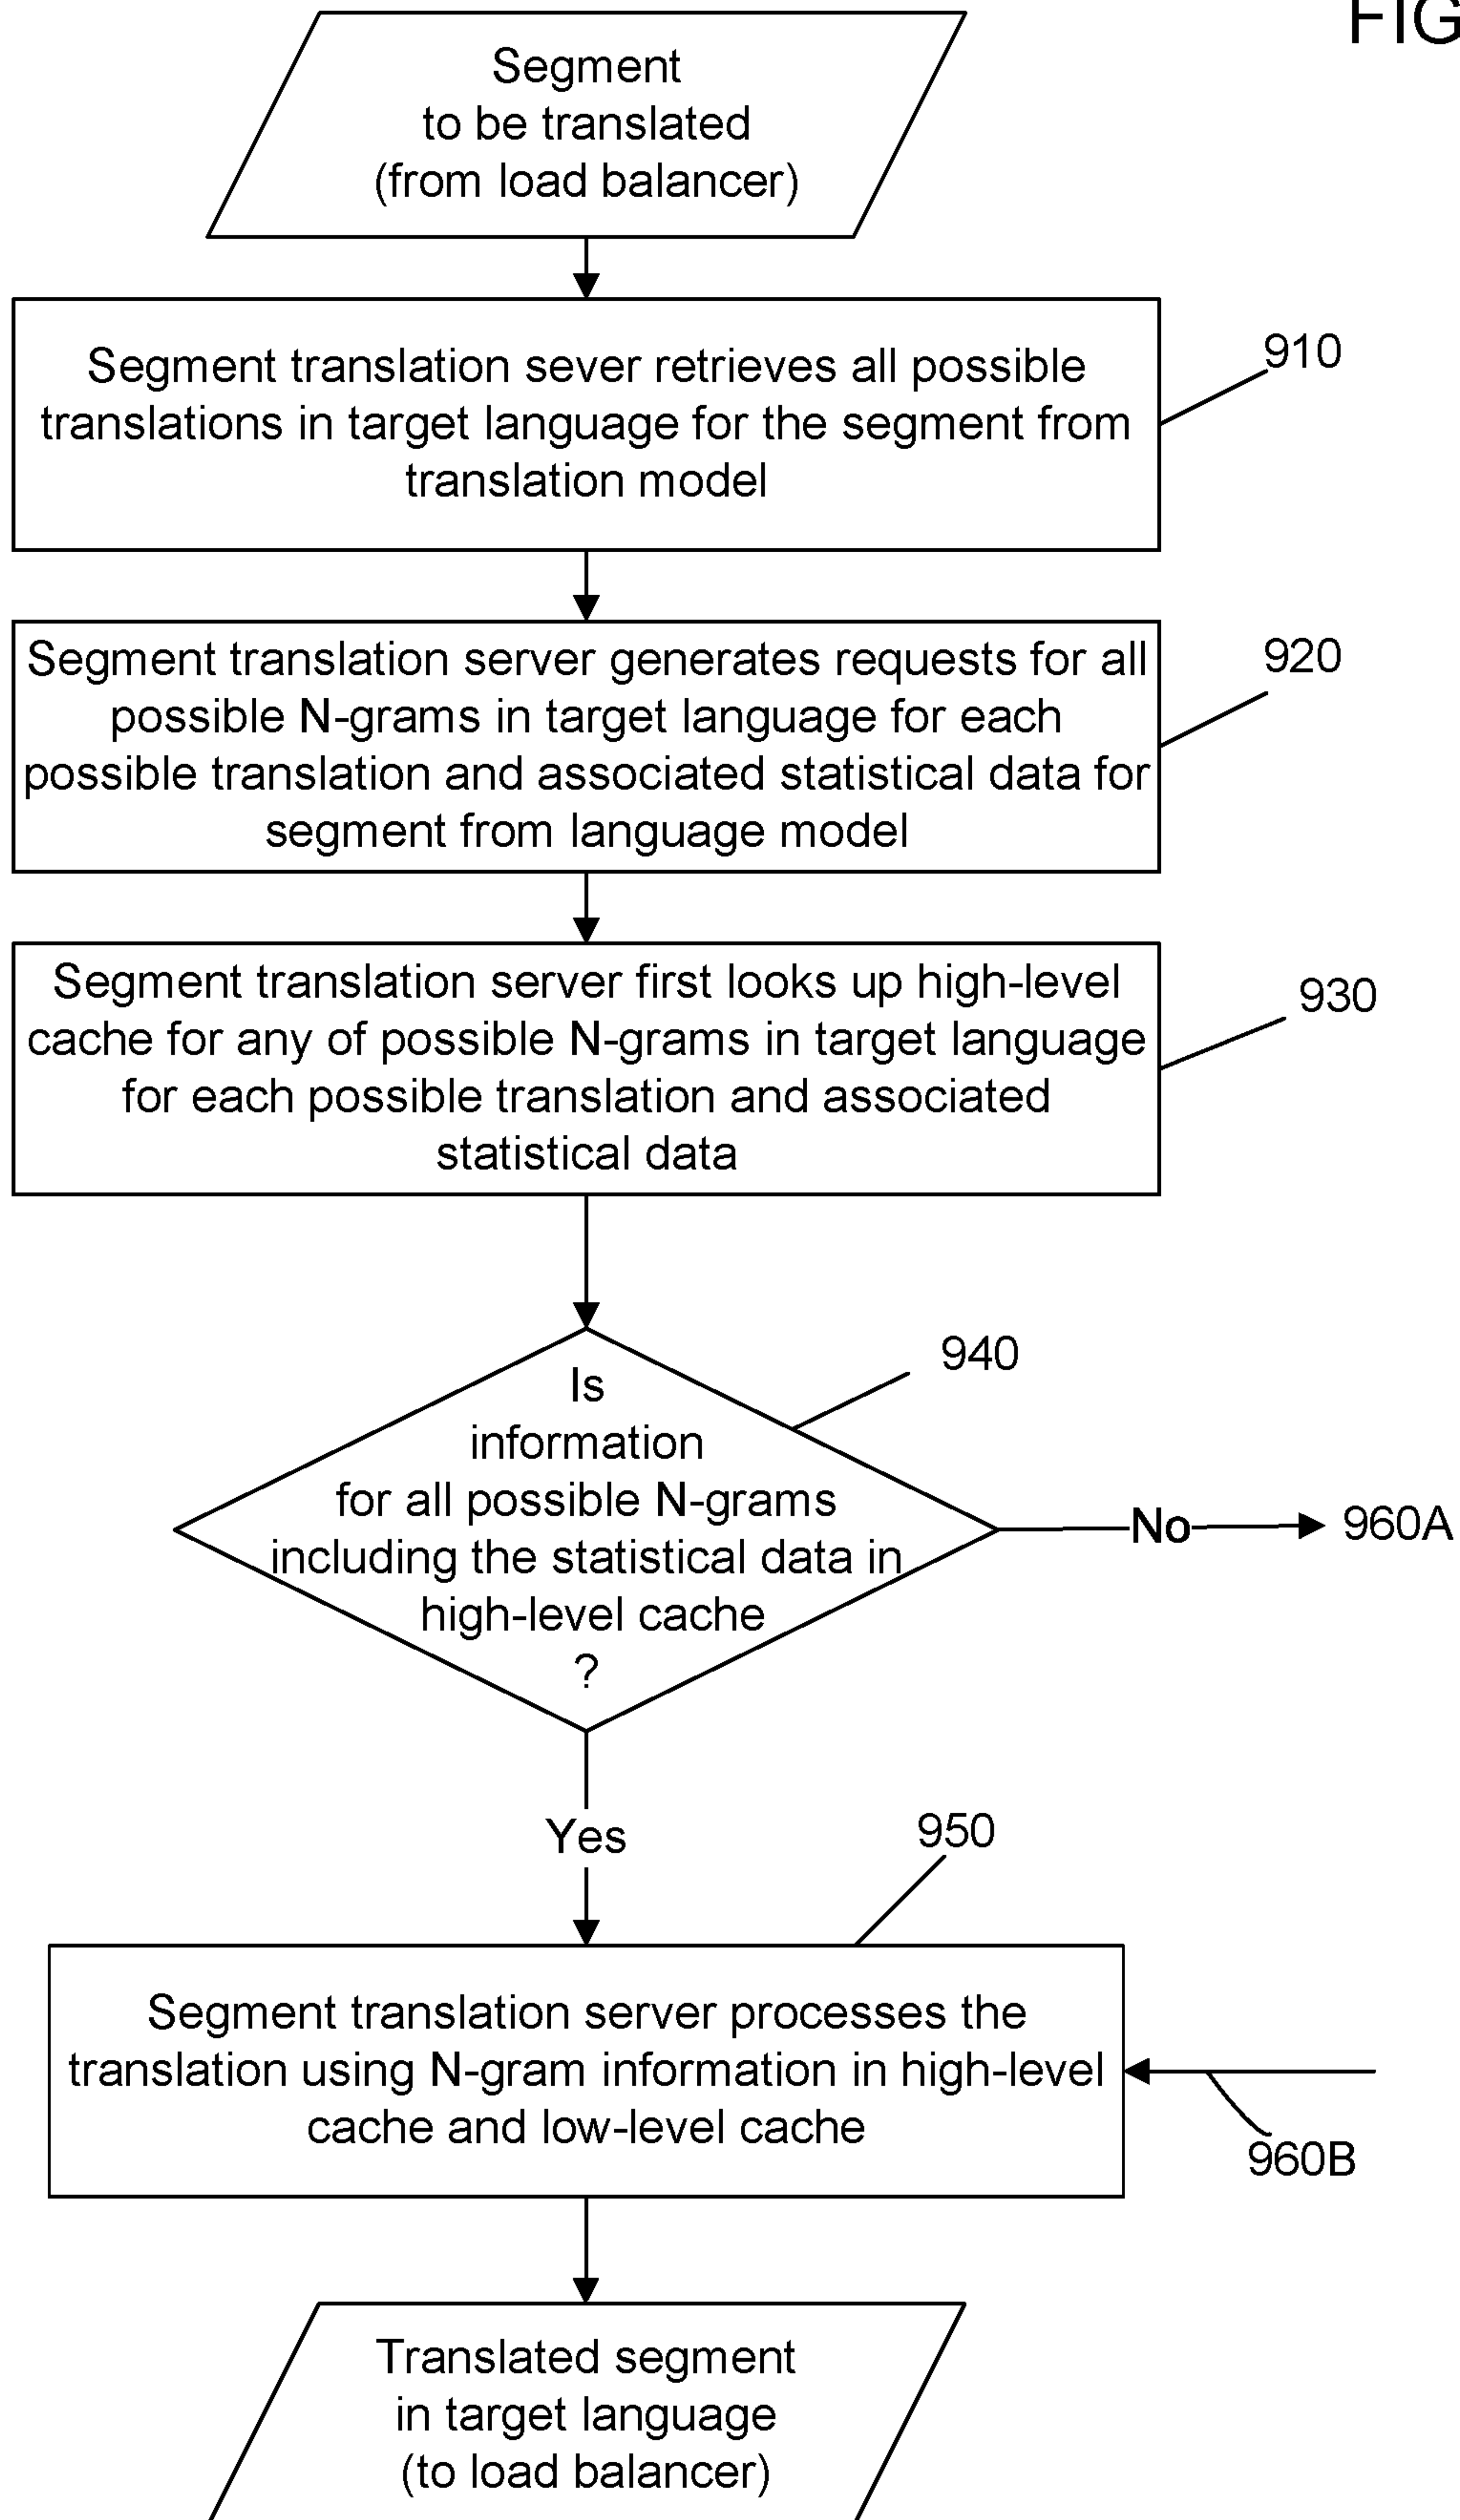 FIG
Segment
to be translated
(from load balancer)
Segment translation sever retrieves all possible
translations in target language for the segment from
translation model
910
Segment translation server generates requests for all
possible N-grams in target language for each
possible translation and associated statistical data for
segment from language model
920
Segment translation server first looks up high-level
cache for any of possible N-grams in target language
for each possible translation and associated
statistical data
930
Is
information
for all possible N-grams
including the statistical data in
high-level cache
?
940
No
960A
Yes
950
Segment translation server processes the
translation using N-gram information in high-level
cache and low-level cache
960B
Translated segment
in target language
(to load balancer)